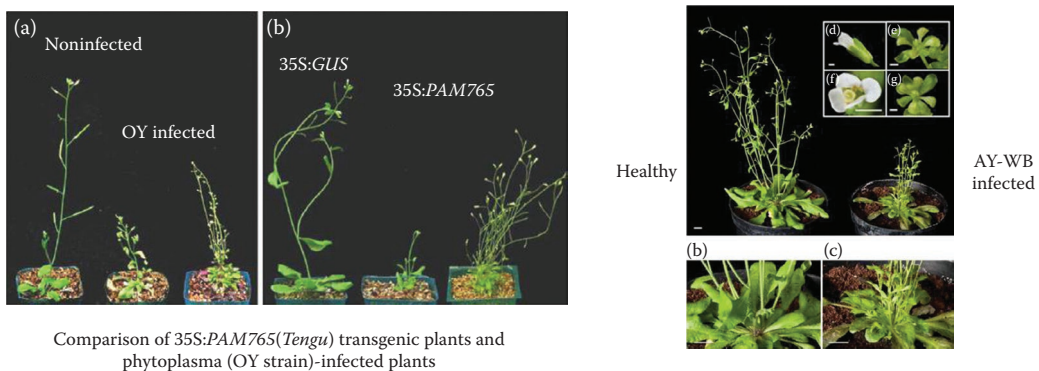 (a)
Noninfected
OY infected
(b)
35S:GUS
35S:PAM765
Comparison of 35S:PAM765(Tengu) transgenic plants and
phytoplasma (OY strain)-infected plants
Healthy
(d)
(e)
(f)
(g)
AY-WB
infected
(b)
(c)